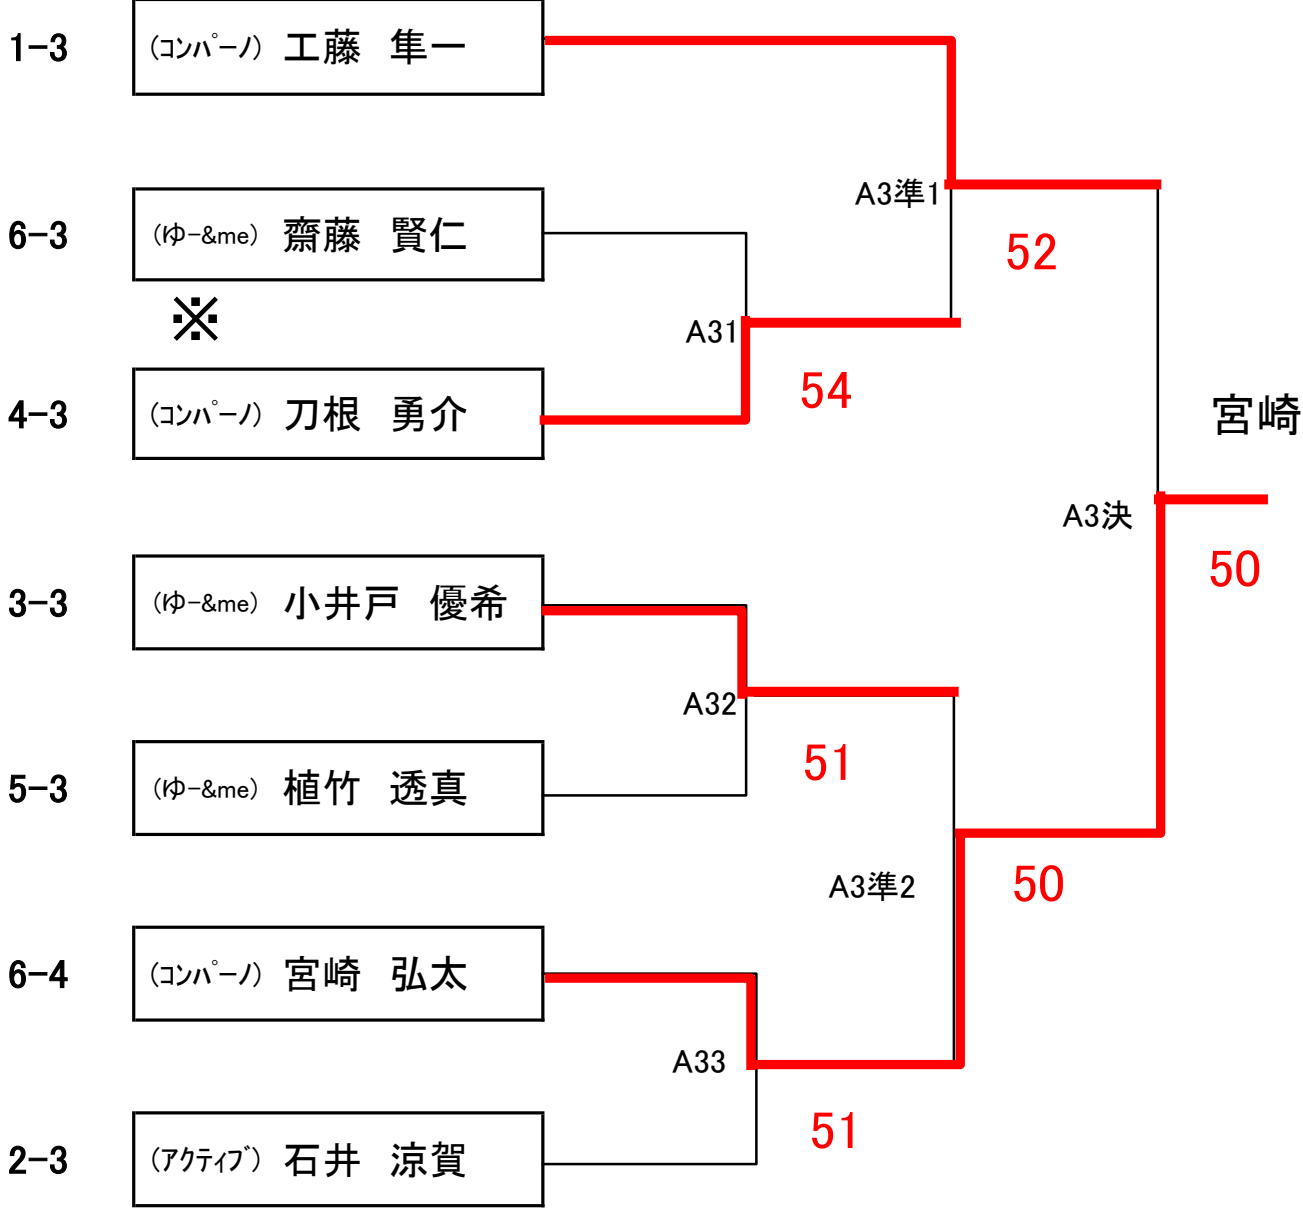 1-3 (ｺﾝﾊﾟｰﾉ) 工藤 隼一
A3準1
6-3 (ゆｰ&me) 齋藤 賢仁
52
※
A31
54
4-3 (ｺﾝﾊﾟｰﾉ) 刀根 勇介
宮崎
A3決
50
3-3 (ゆｰ&me) 小井戸 優希
A32
51
5-3 (ゆｰ&me) 植竹 透真
A3準2
50
6-4 (ｺﾝﾊﾟｰﾉ) 宮崎 弘太
A33
51
2-3 (ｱｸﾃｨﾌﾞ) 石井 涼賀